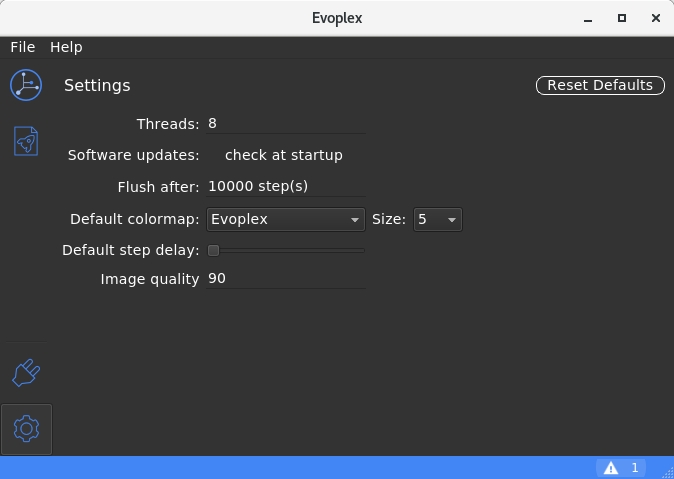 Evoplex
File Help
Settings
Reset Defaults
Threads: 8
Software updates: check at startup
Flush after: 10000 step(s)
Default colormap: Evoplex Size: 5
Default step delay:
Image quality 90
1